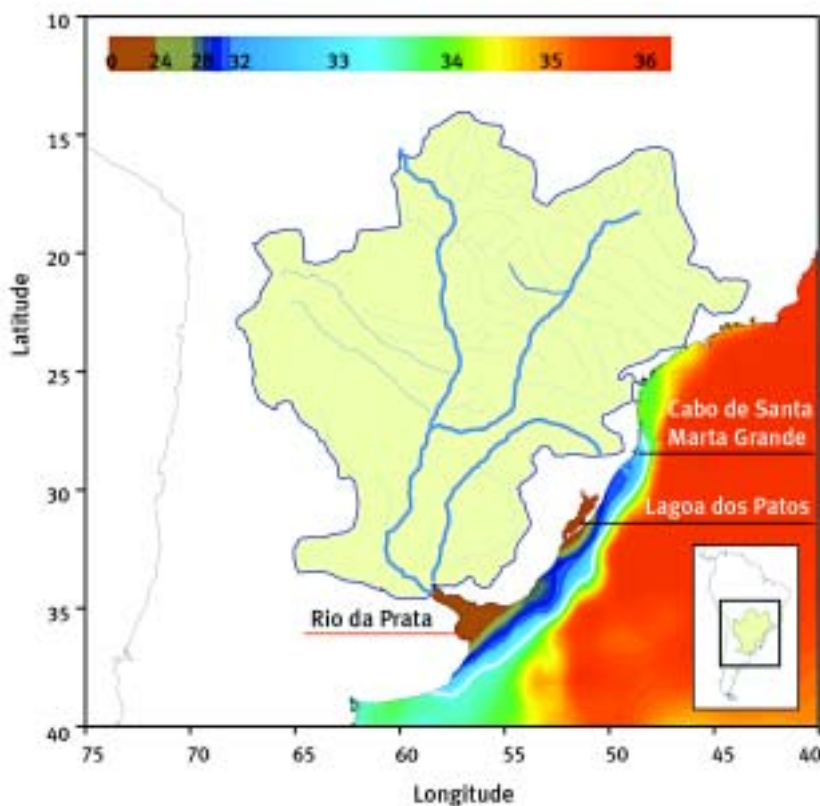 10
15
20
25
30
35
40
Latitude
0 24 28 32 33 34 35 36
Cabo de Santa
Marta Grande
Lagoa dos Patos
Rio da Prata
75 70 60 65 55 50 45 40
Longitude